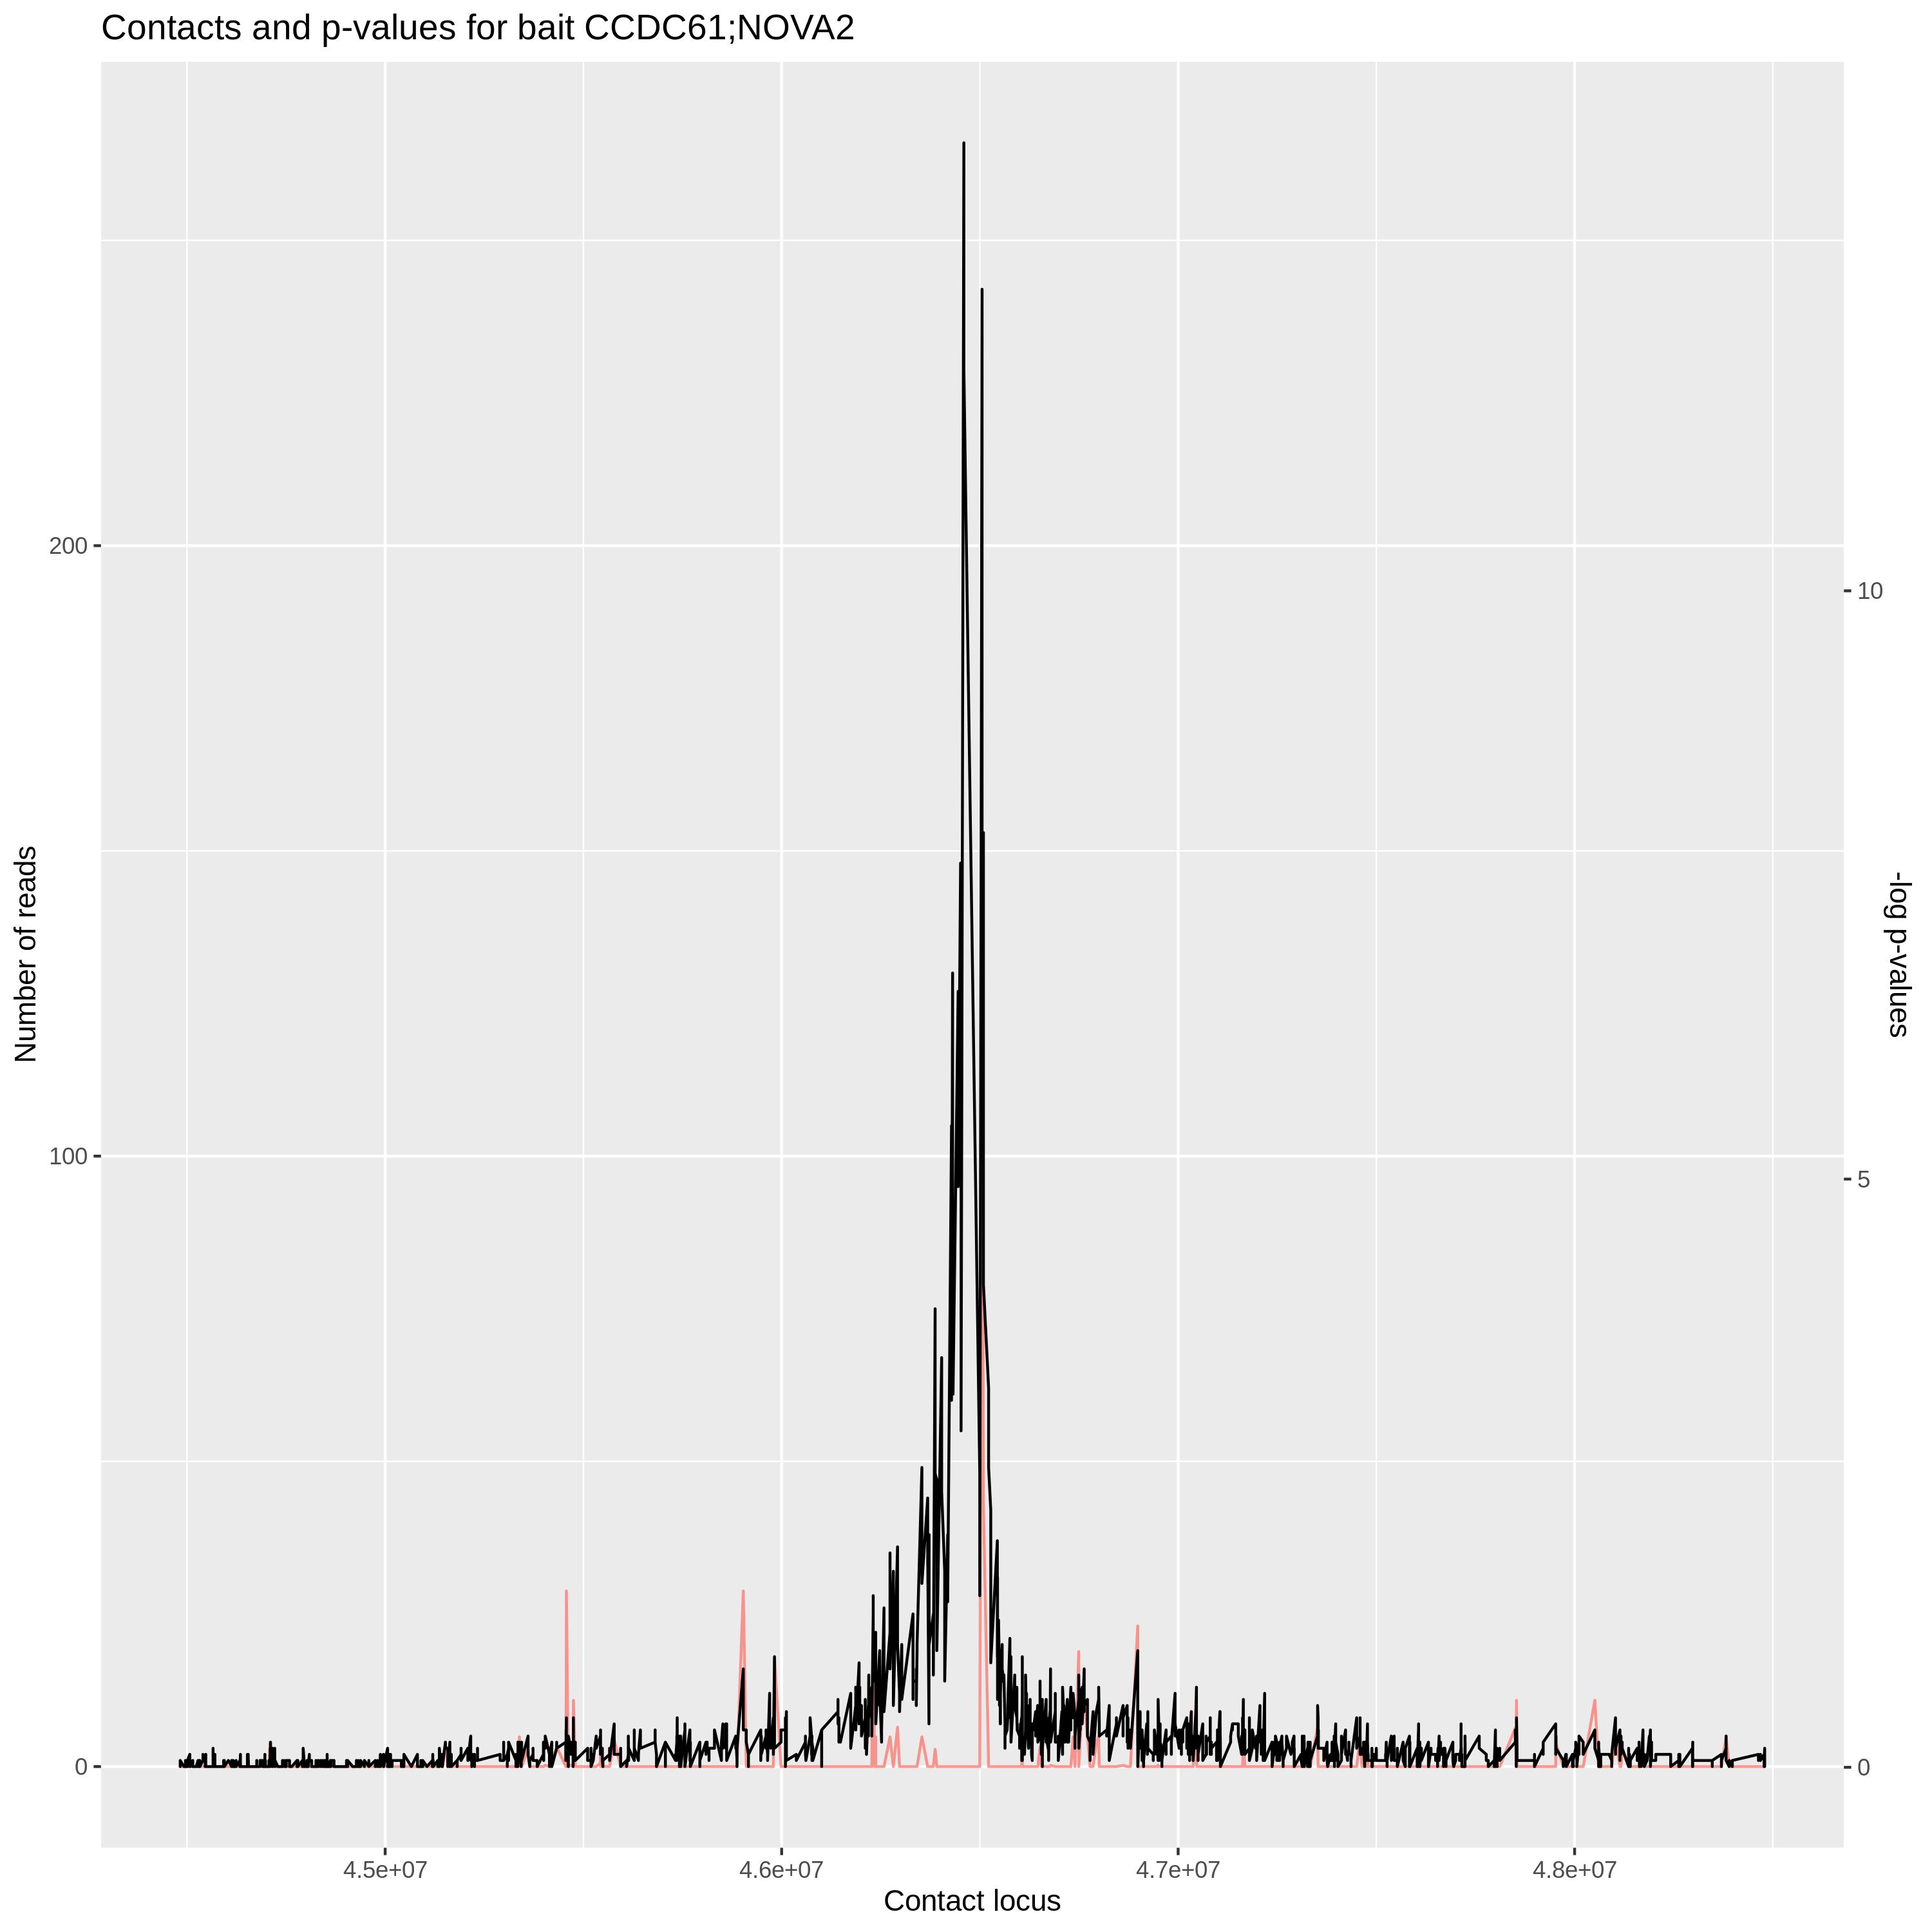 Contacts and p-values for bait CCDC61;NOVA2
200
100
0
Number of reads
10
5
0
-log p-values
4.5e+07 4.6e+07 4.7e+07 4.8e+07
Contact locus